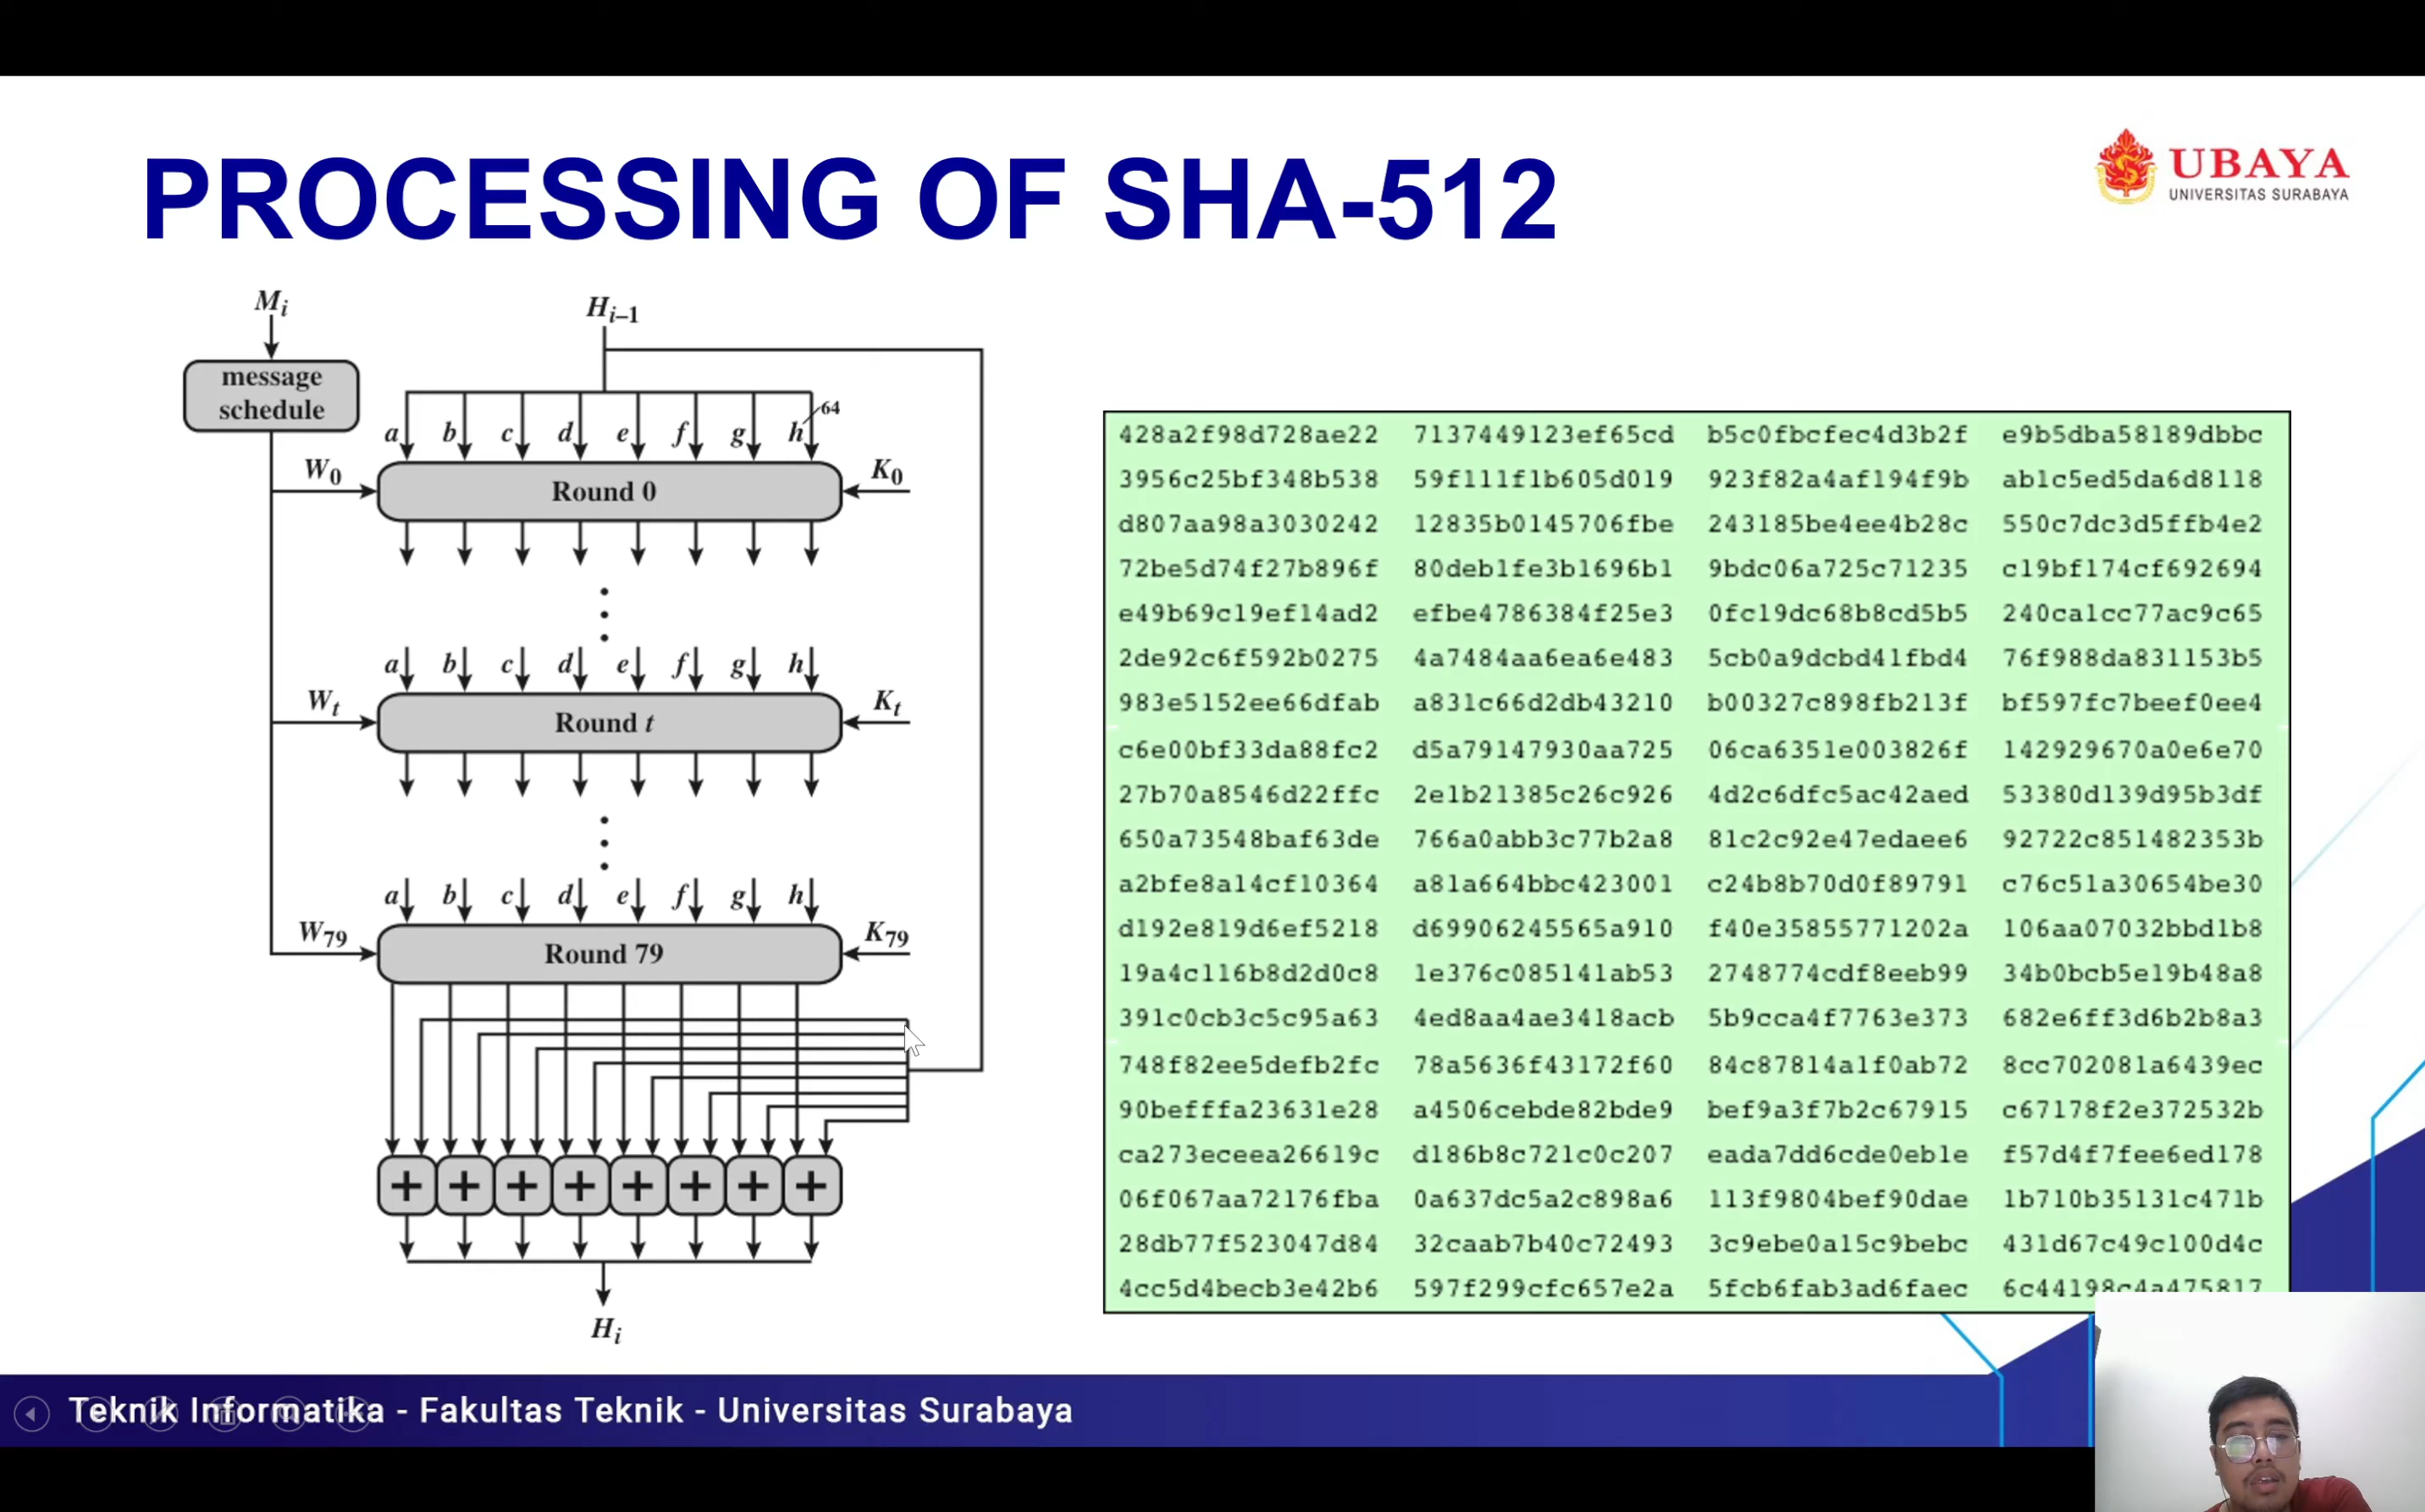 PROCESSING OF SHA-512
UBAYA
UNIVERSITAS SURABAYA
Mi
Hi–1
message
schedule
64
a b c d e f g h
W0
K0
Round 0
a b c d e f g h
Wt
Kt
Round t
a b c d e f g h
W79
K79
Round 79
+ + + + + + + +
Hi
428a2f98d728ae22 7137449123ef65cd b5c0fbcfec4d3b2f e9b5dba58189dbbc
3956c25bf348b538 59f111f1b605d019 923f82a4af194f9b ab1c5ed5da6d8118
d807aa98a3030242 12835b0145706fbe 243185be4ee4b28c 550c7dc3d5ffb4e2
72be5d74f27b896f 80deb1fe3b1696b1 9bdc06a725c71235 c19bf174cf692694
e49b69c19ef14ad2 efbe4786384f25e3 0fc19dc68b8cd5b5 240ca1cc77ac9c65
2de92c6f592b0275 4a7484aa6ea6e483 5cb0a9dcbd41fbd4 76f988da831153b5
983e5152ee66dfab a831c66d2db43210 b00327c898fb213f bf597fc7beef0ee4
c6e00bf33da88fc2 d5a79147930aa725 06ca6351e003826f 142929670a0e6e70
27b70a8546d22ffc 2e1b21385c26c926 4d2c6dfc5ac42aed 53380d139d95b3df
650a73548baf63de 766a0abb3c77b2a8 81c2c92e47edaee6 92722c851482353b
a2bfe8a14cf10364 a81a664bbc423001 c24b8b70d0f89791 c76c51a30654be30
d192e819d6ef5218 d69906245565a910 f40e35855771202a 106aa07032bbd1b8
19a4c116b8d2d0c8 1e376c085141ab53 2748774cdf8eeb99 34b0bcb5e19b48a8
391c0cb3c5c95a63 4ed8aa4ae3418acb 5b9cca4f7763e373 682e6ff3d6b2b8a3
748f82ee5defb2fc 78a5636f43172f60 84c87814a1f0ab72 8cc702081a6439ec
90befffa23631e28 a4506cebde82bde9 bef9a3f7b2c67915 c67178f2e372532b
ca273eceea26619c d186b8c721c0c207 eada7dd6cde0eb1e f57d4f7fee6ed178
06f067aa72176fba 0a637dc5a2c898a6 113f9804bef90dae 1b710b35131c471b
28db77f523047d84 32caab7b40c72493 3c9ebe0a15c9bebc 431d67c49c100d4c
4cc5d4becb3e42b6 597f299cfc657e2a 5fcb6fab3ad6faec 6c44198c4a475817
Teknik Informatika - Fakultas Teknik - Universitas Surabaya